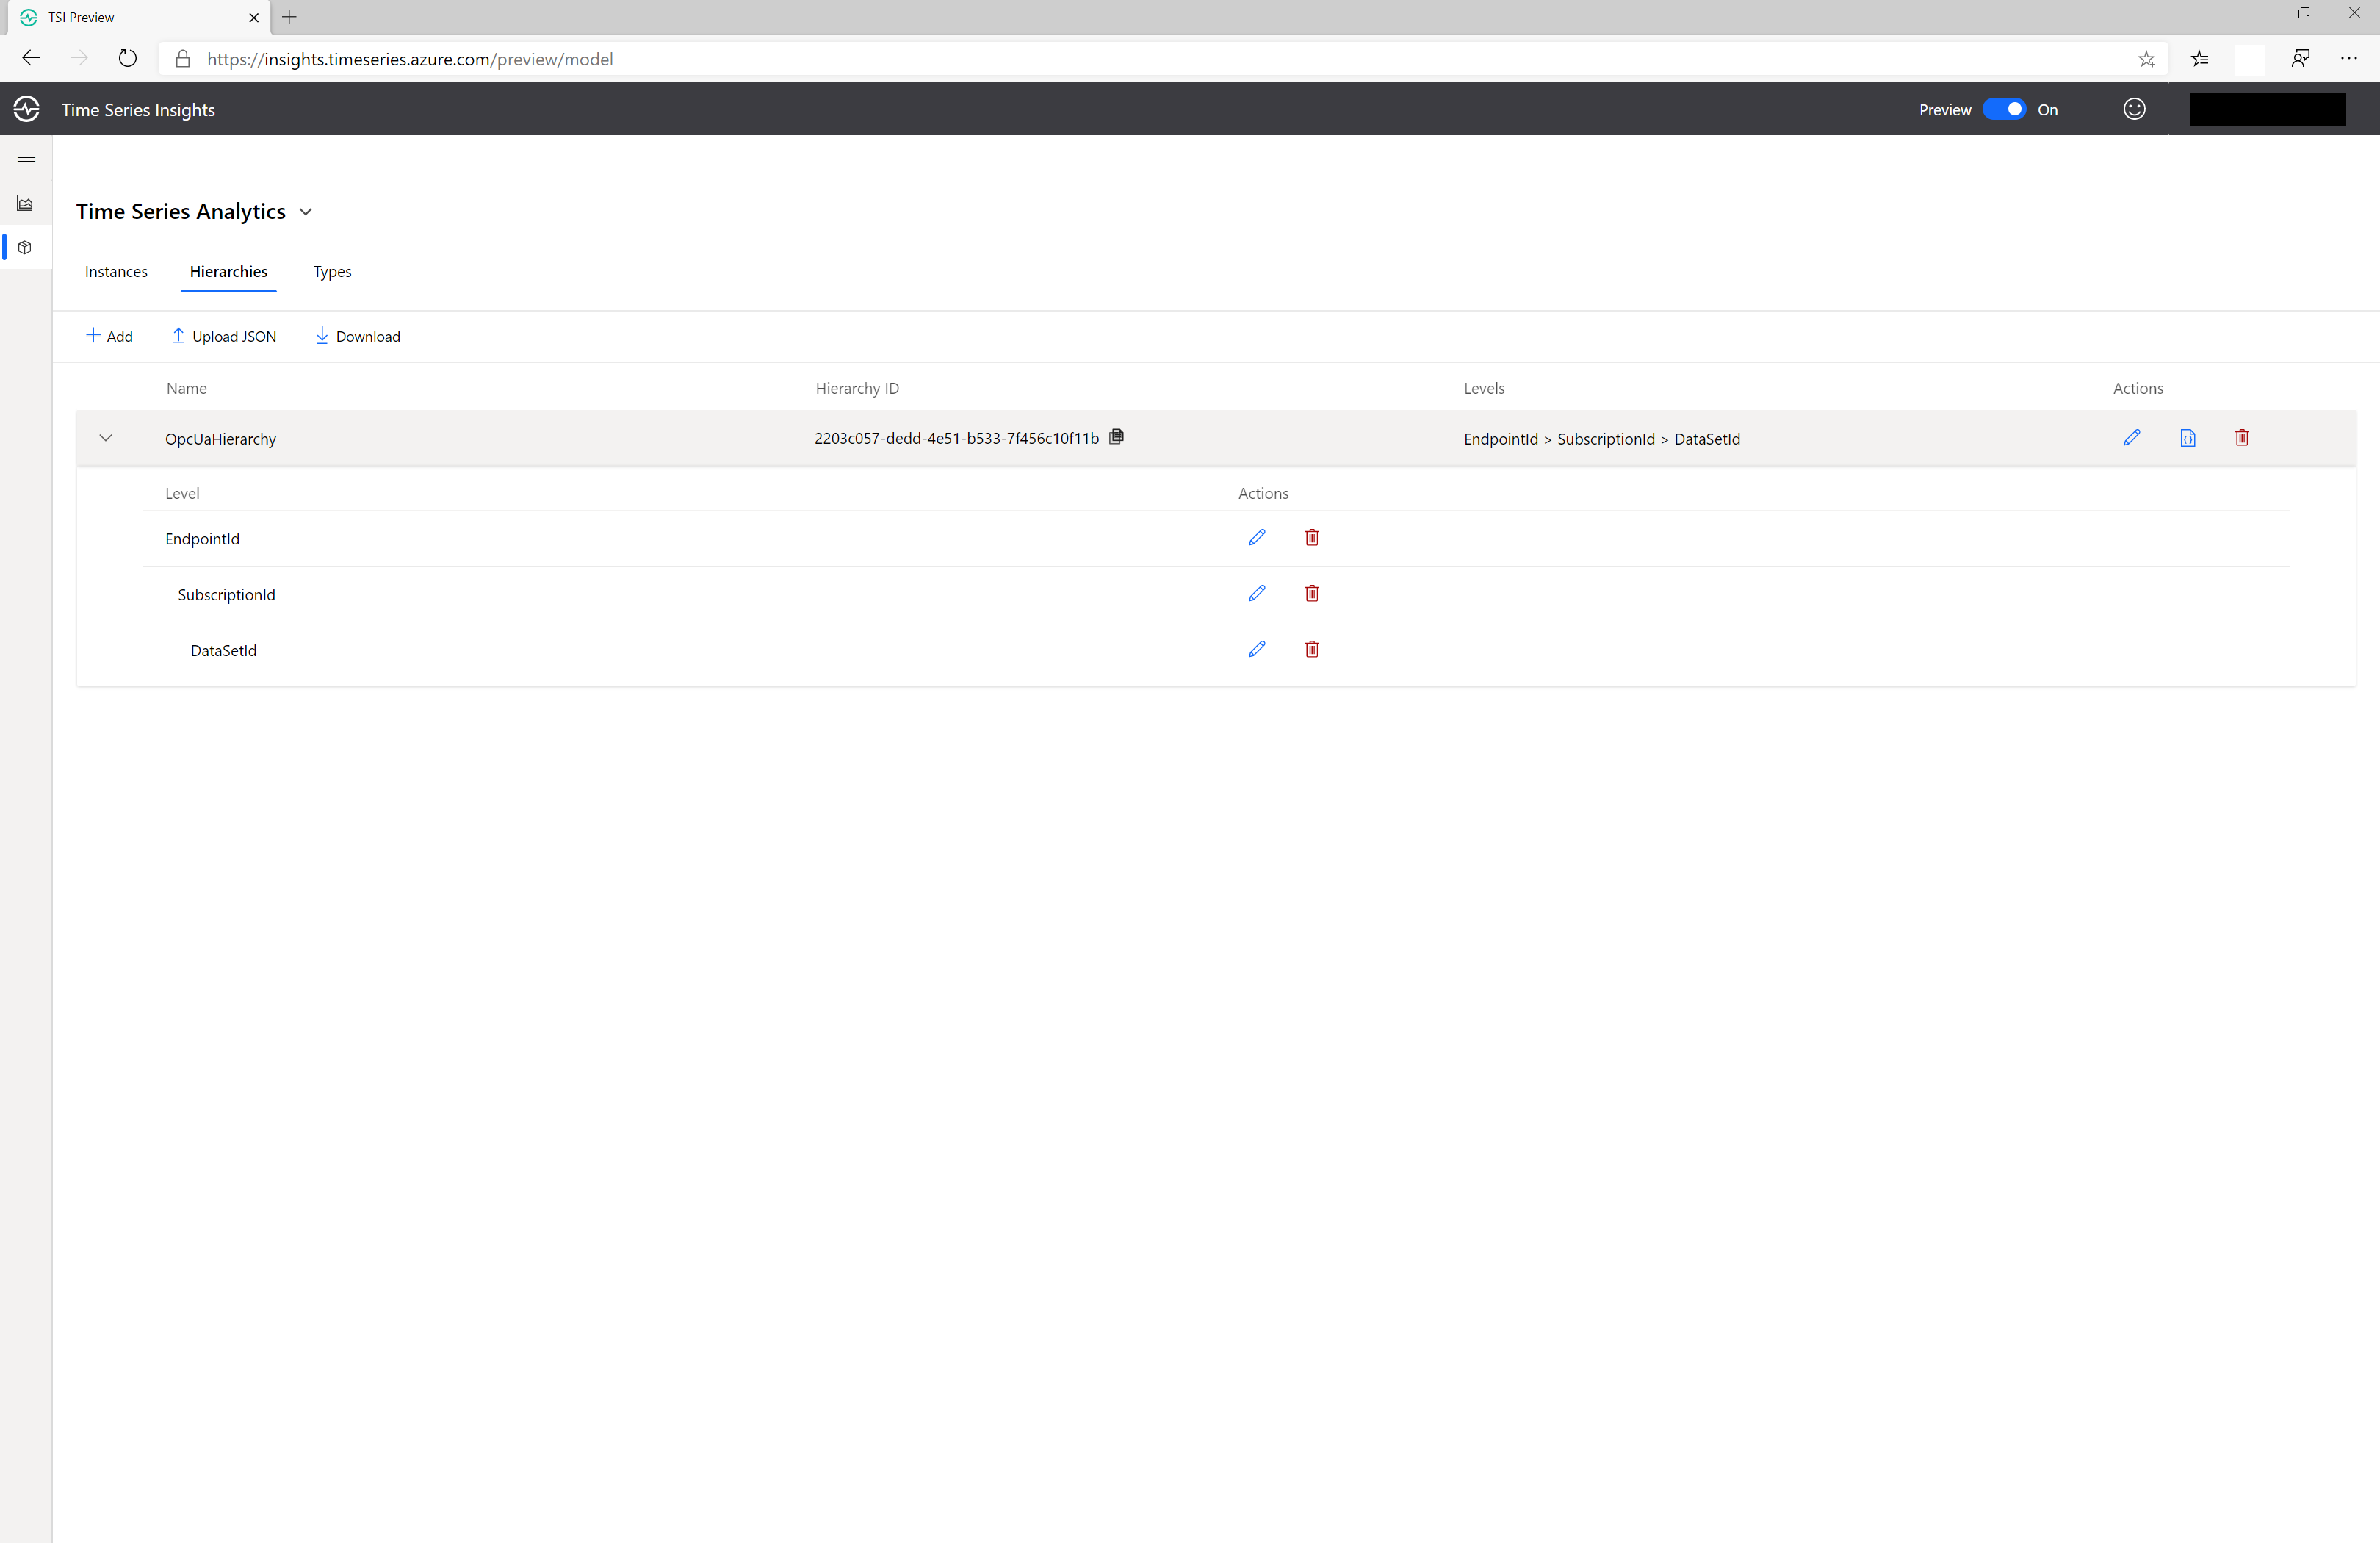 TSI Preview
https://insights.timeseries.azure.com/preview/model
Time Series Insights
Preview On
Time Series Analytics
Instances Hierarchies Types
Add Upload JSON Download
Name Hierarchy ID Levels Actions
OpcUaHierarchy 2203c057-dedd-4e51-b533-7f456c10f11b EndpointId > SubscriptionId > DataSetId
Level Actions
EndpointId
SubscriptionId
DataSetId